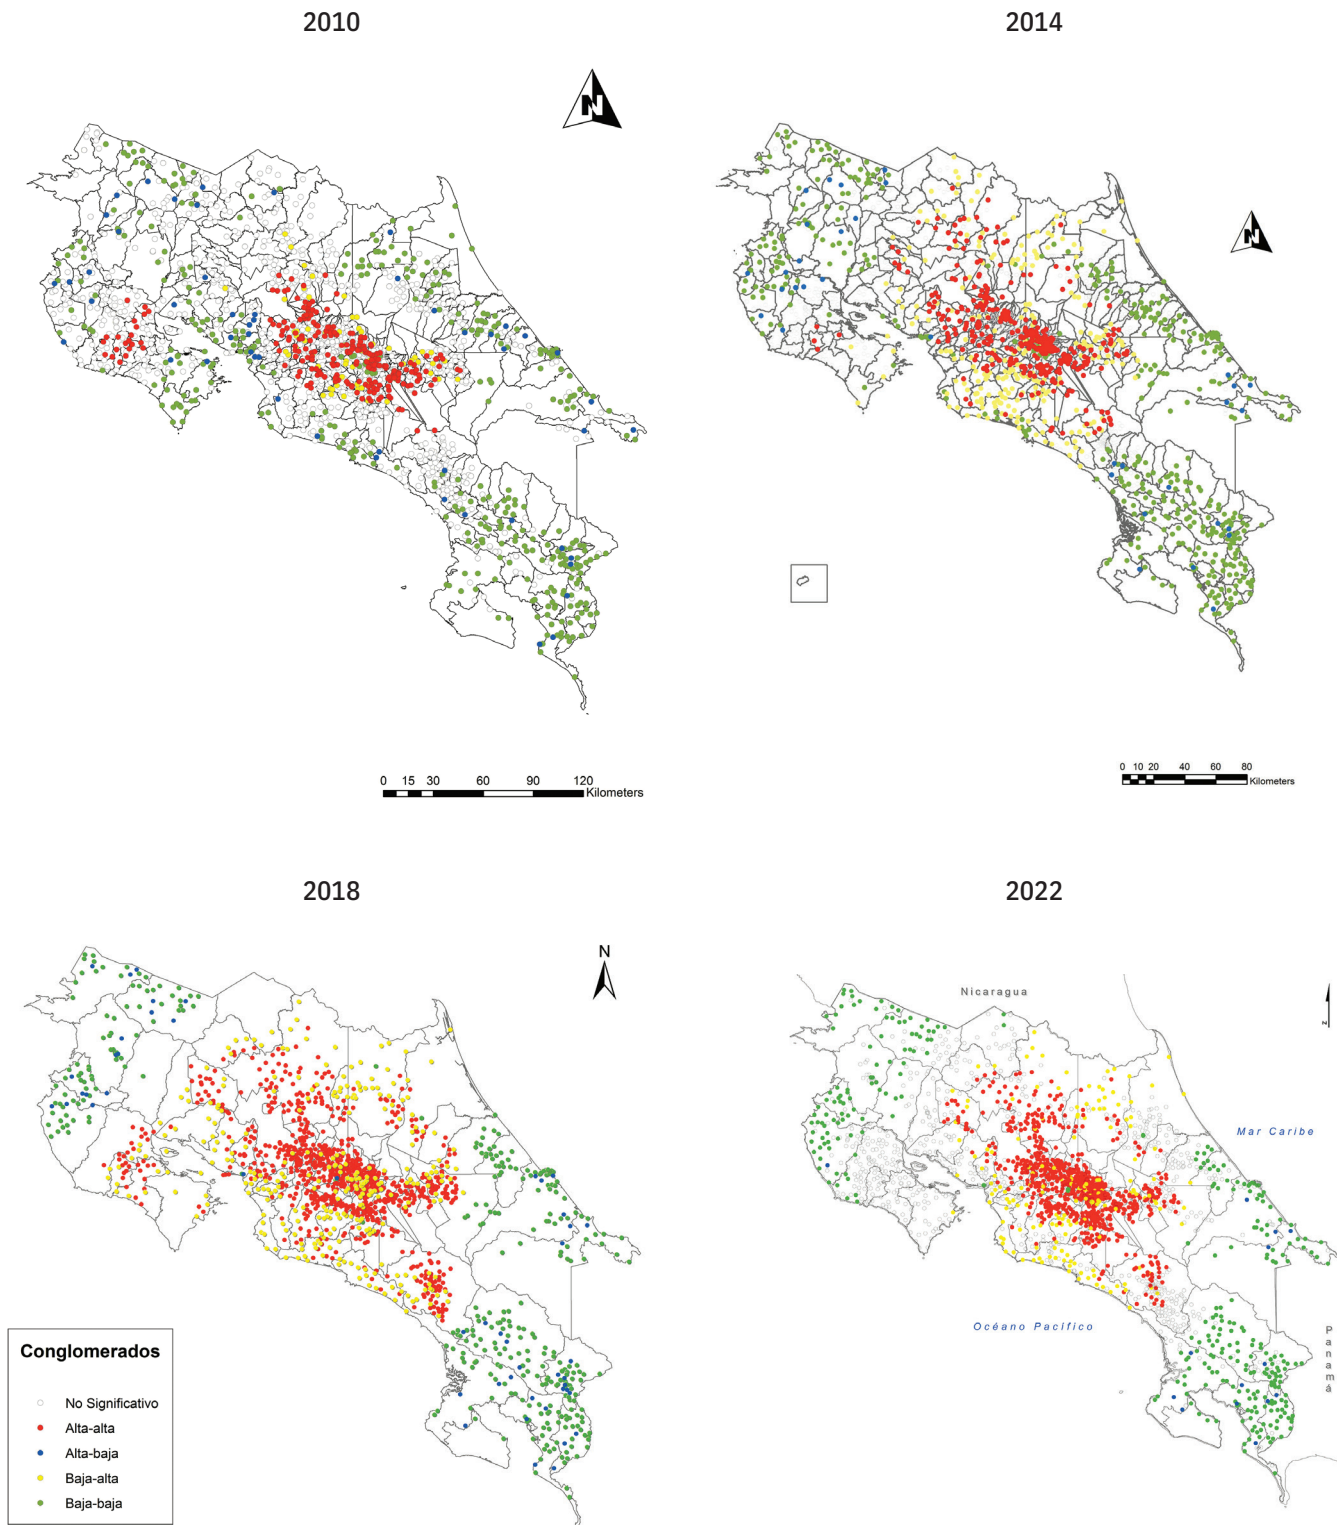 2010
2014
N
N
0 15 30 60 90 120
Kilometers
0 10 20 40 60 80
Kilometers
2018
2022
N
N
Nicaragua
Mar Caribe
Océano Pacífico
Panamá
Conglomerados
No Significativo
Alta-alta
Alta-baja
Baja-alta
Baja-baja